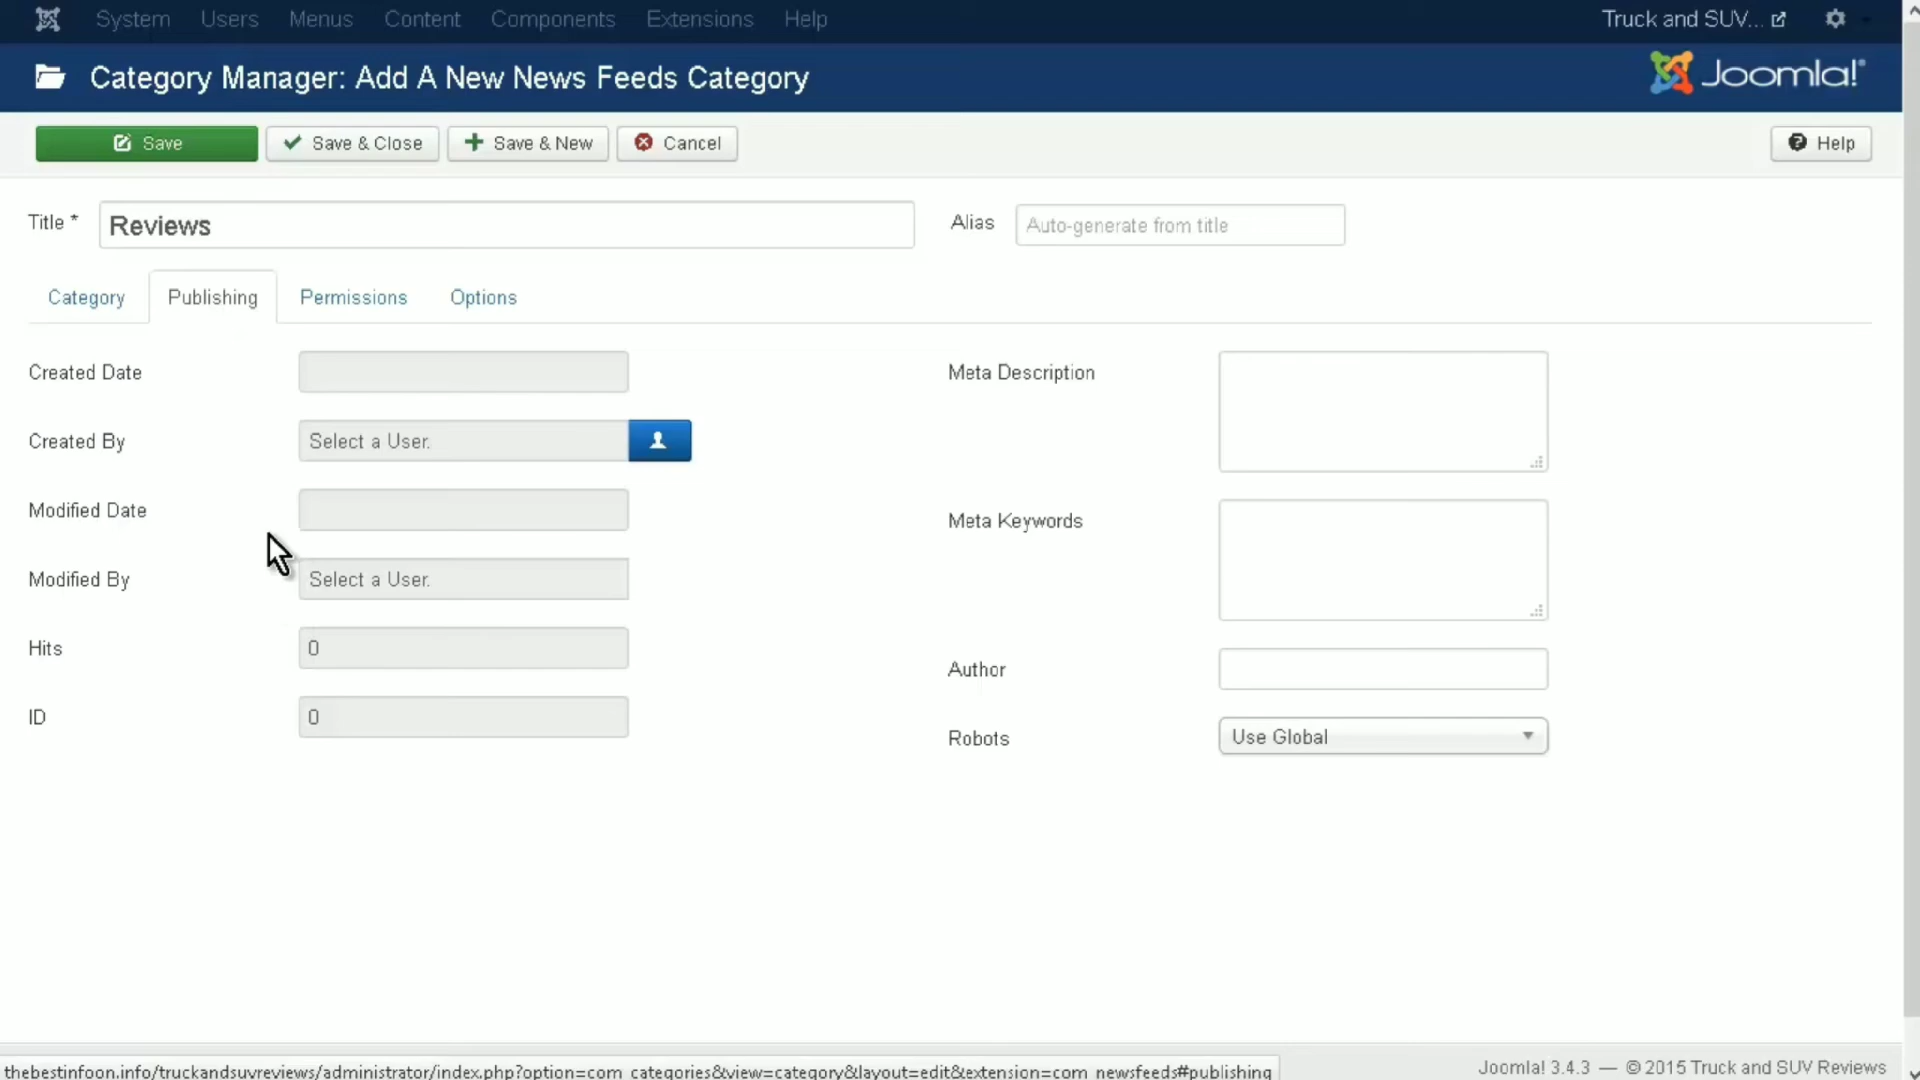 System Users Menus Content Components Extensions Help Truck and SUV...
Category Manager: Add A New News Feeds Category Joomla!®
Save Save & Close Save & New Cancel Help
Title * Reviews Alias Auto-generate from title
Category Publishing Permissions Options
Created Date Meta Description
Created By Select a User.
Modified Date Meta Keywords
Modified By Select a User.
Hits 0 Author
ID 0 Robots Use Global
thebestinfoon.info/truckandsuvreviews/administrator/index.php?option=com_categories&view=category&layout=edit&extension=com_newsfeeds#publishing Joomla! 3.4.3 — © 2015 Truck and SUV Reviews